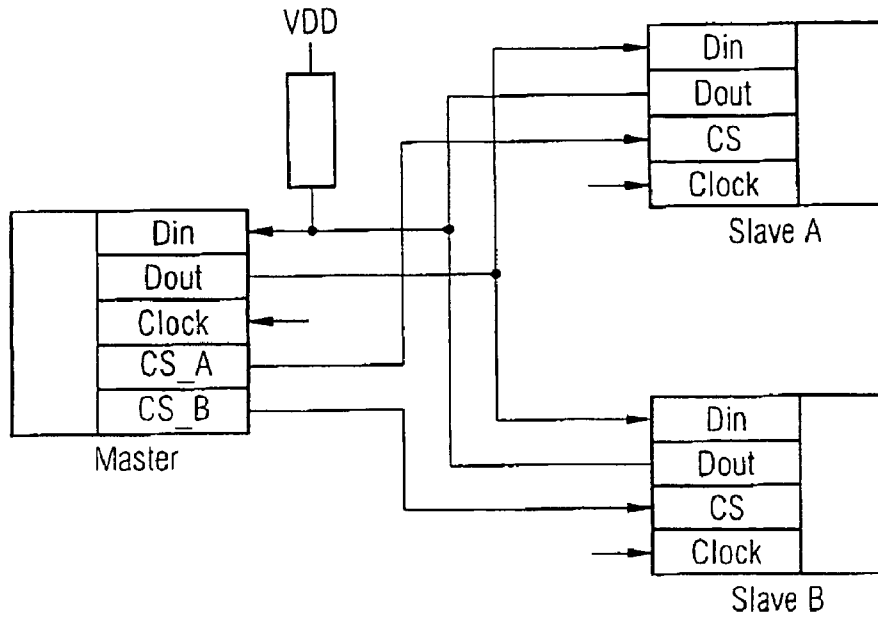 VDD
Din
Dout
CS
Clock
Slave A
Din
Dout
Clock
CS_A
CS_B
Master
Din
Dout
CS
Clock
Slave B